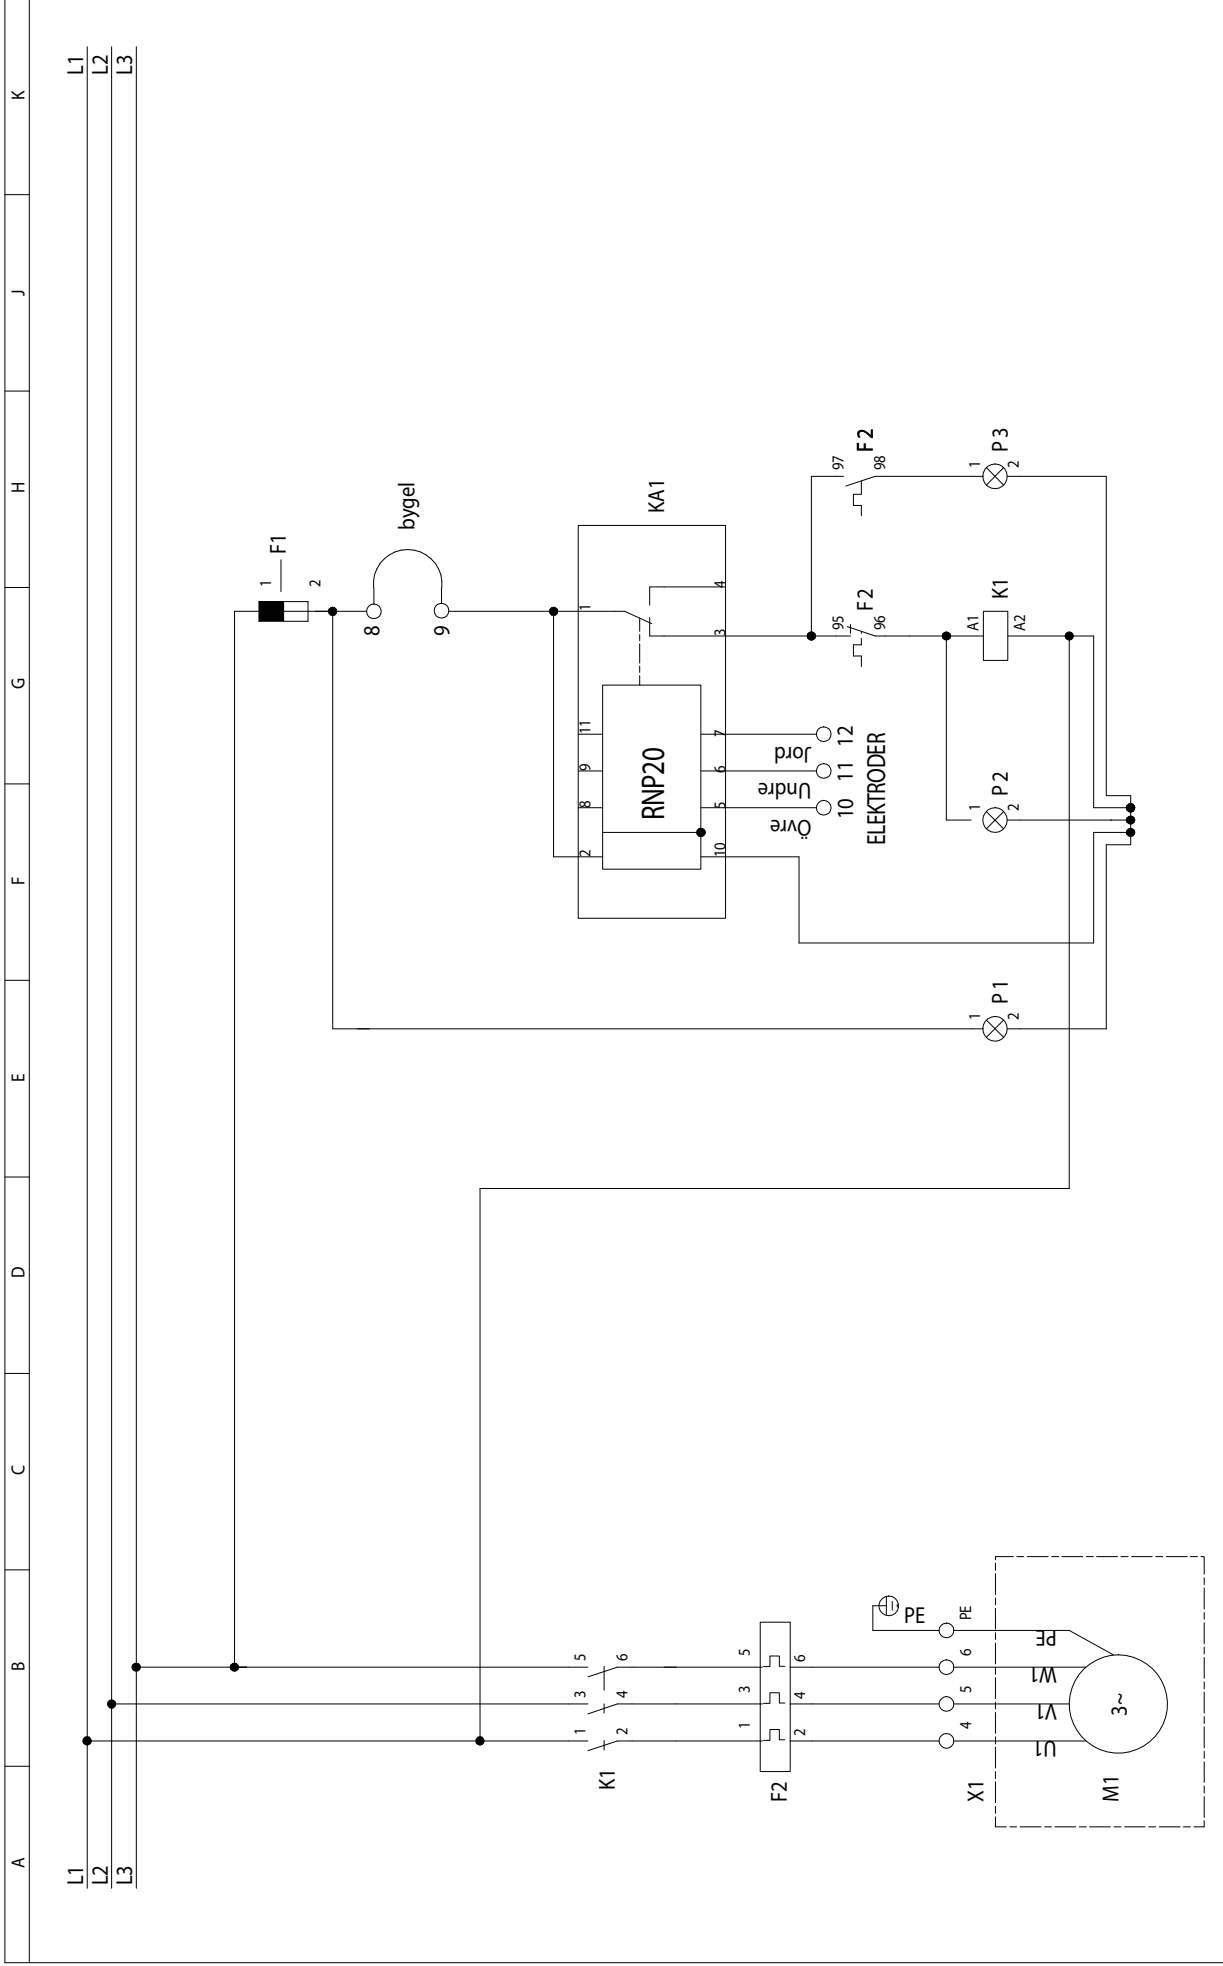 A
B
C
D
E
F
G
H
J
K
L1
L2
L3
L1
L2
L3
1
F1
2
8
bygel
9
KA1
1
4
3
11
9
8
2
RNP20
7
6
5
10
Jord
Undre
Övre
12
11
10
ELEKTRODER
95
F2
96
97
F2
98
A1
K1
A2
1
P1
2
1
P2
2
1
P3
2
K1
1
3
5
2
4
6
F2
1
3
5
2
4
6
PE
X1
4
5
6
PE
U1
V1
W1
PE
M1
3~